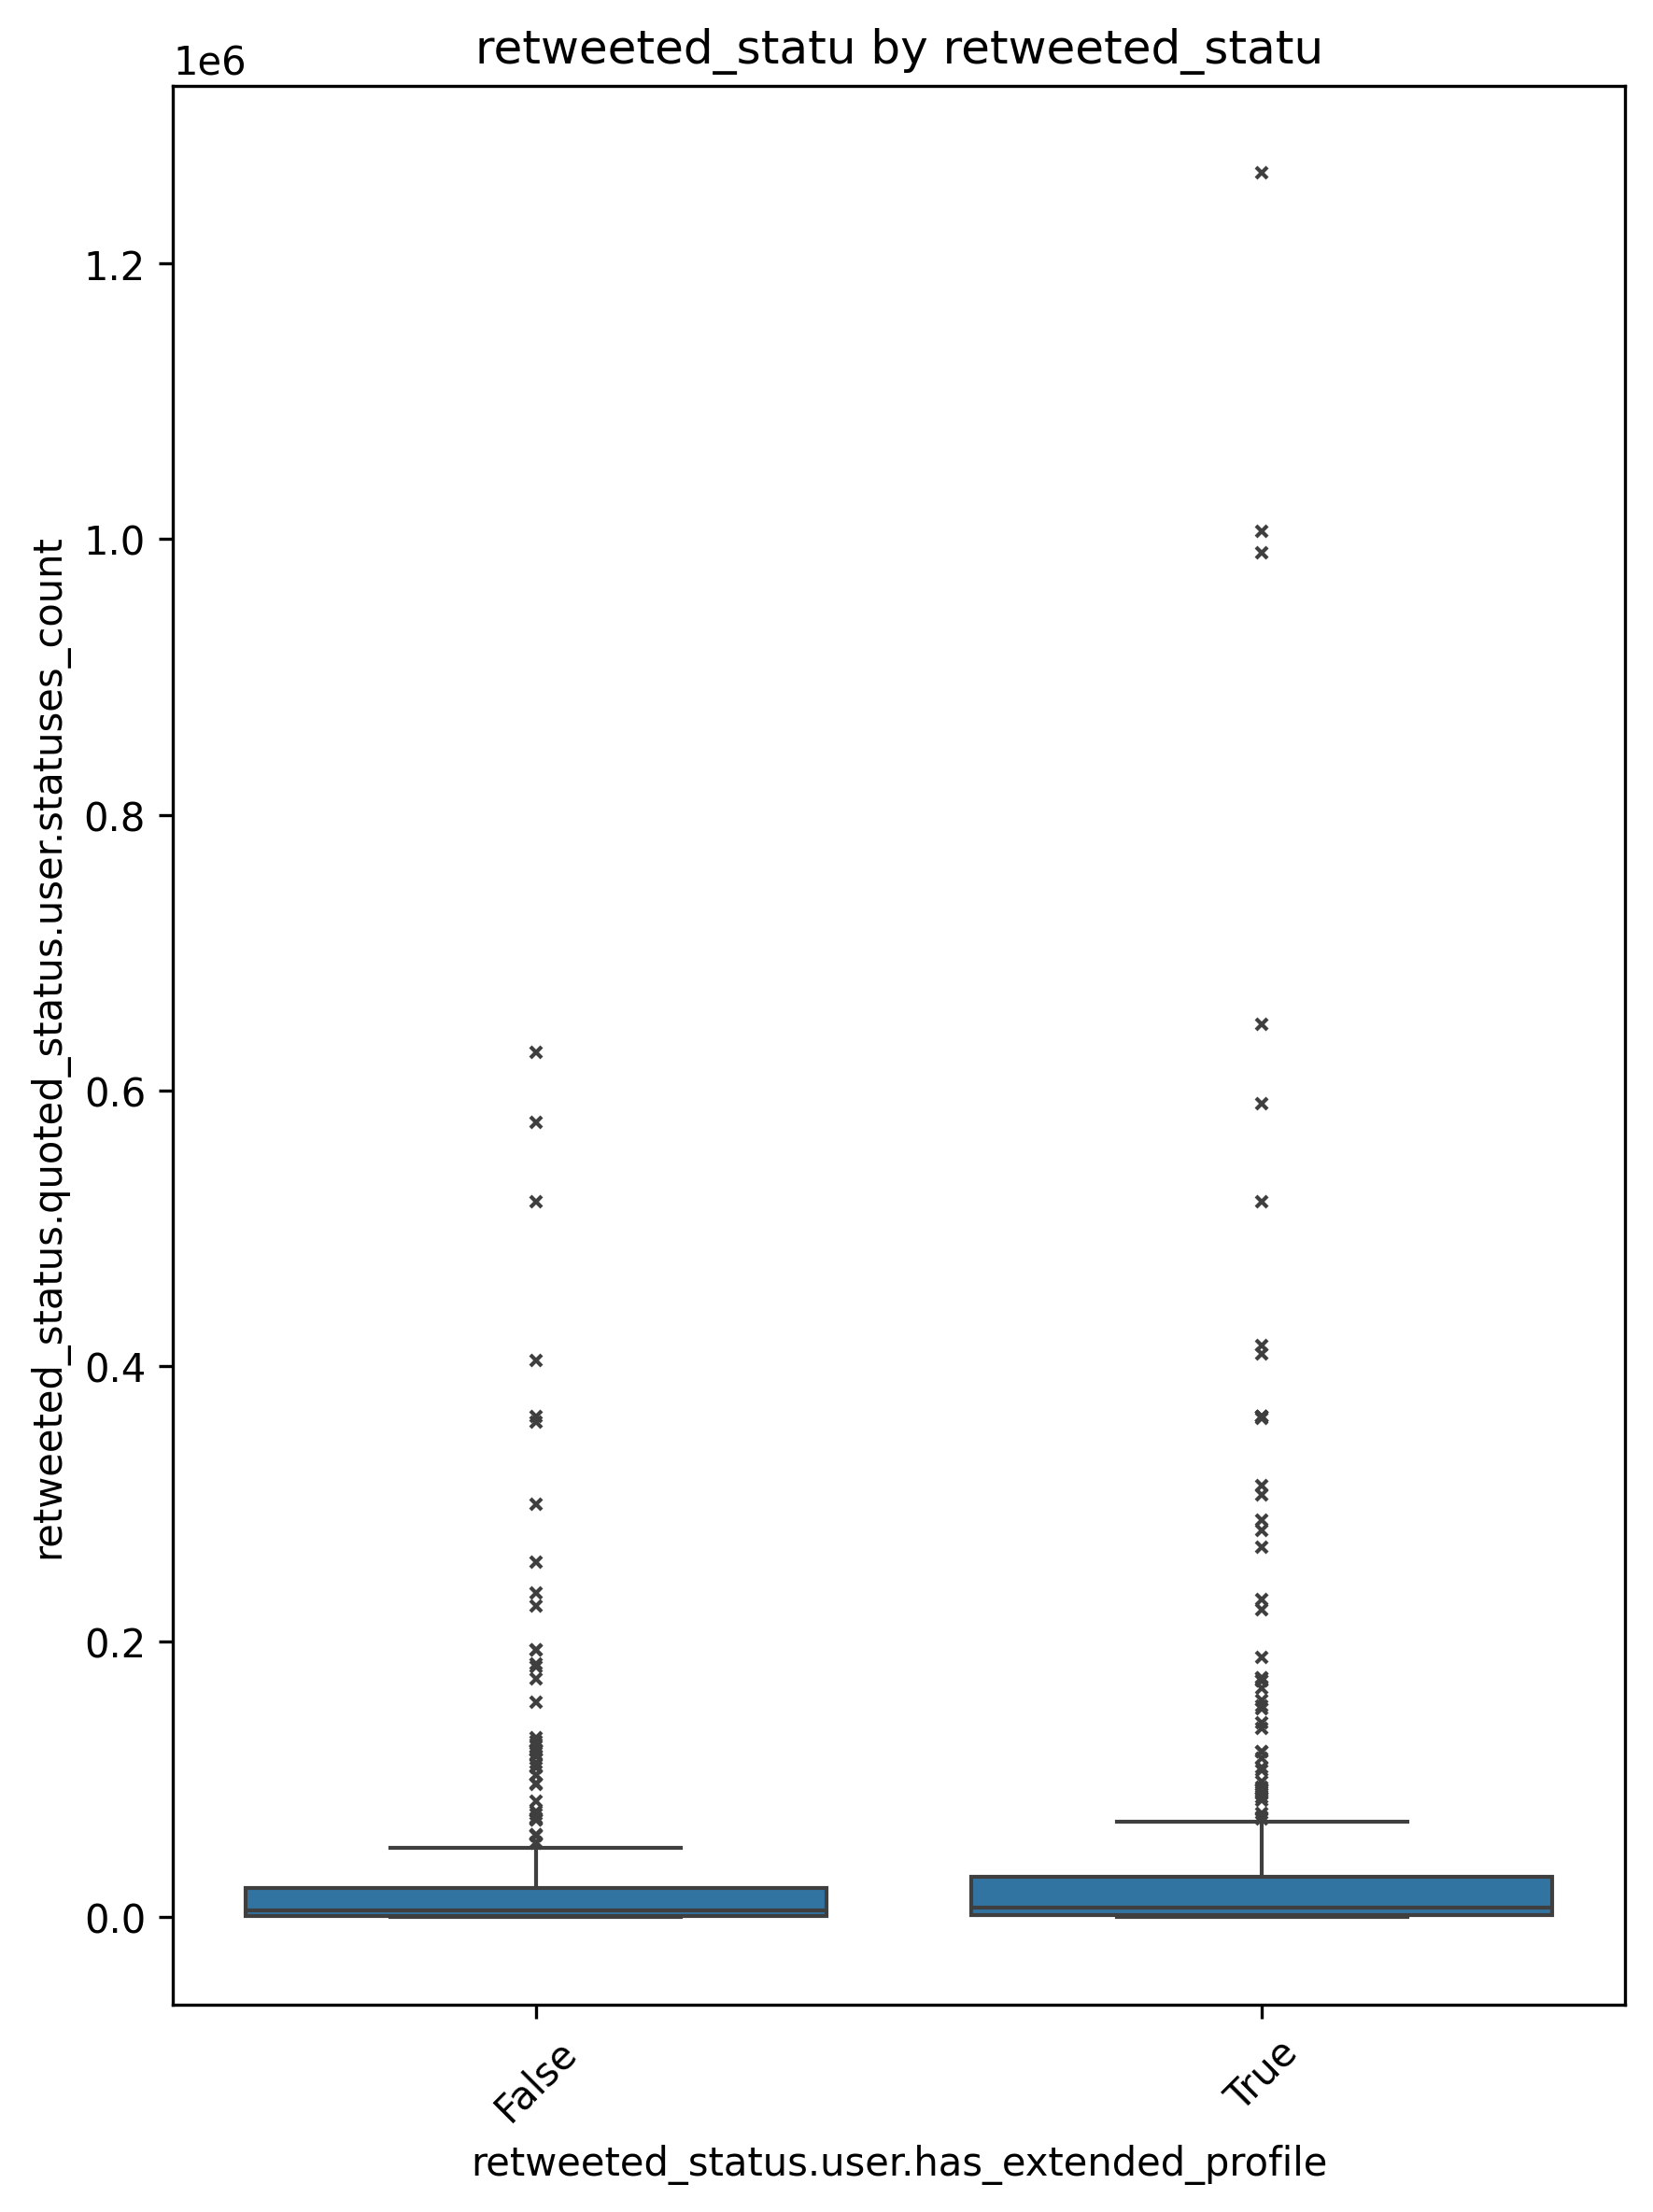 retweeted_statu by retweeted_statu
1e6
1.2
1.0
0.8
0.6
0.4
0.2
0.0
retweeted_status.quoted_status.user.statuses_count
False
True
retweeted_status.user.has_extended_profile